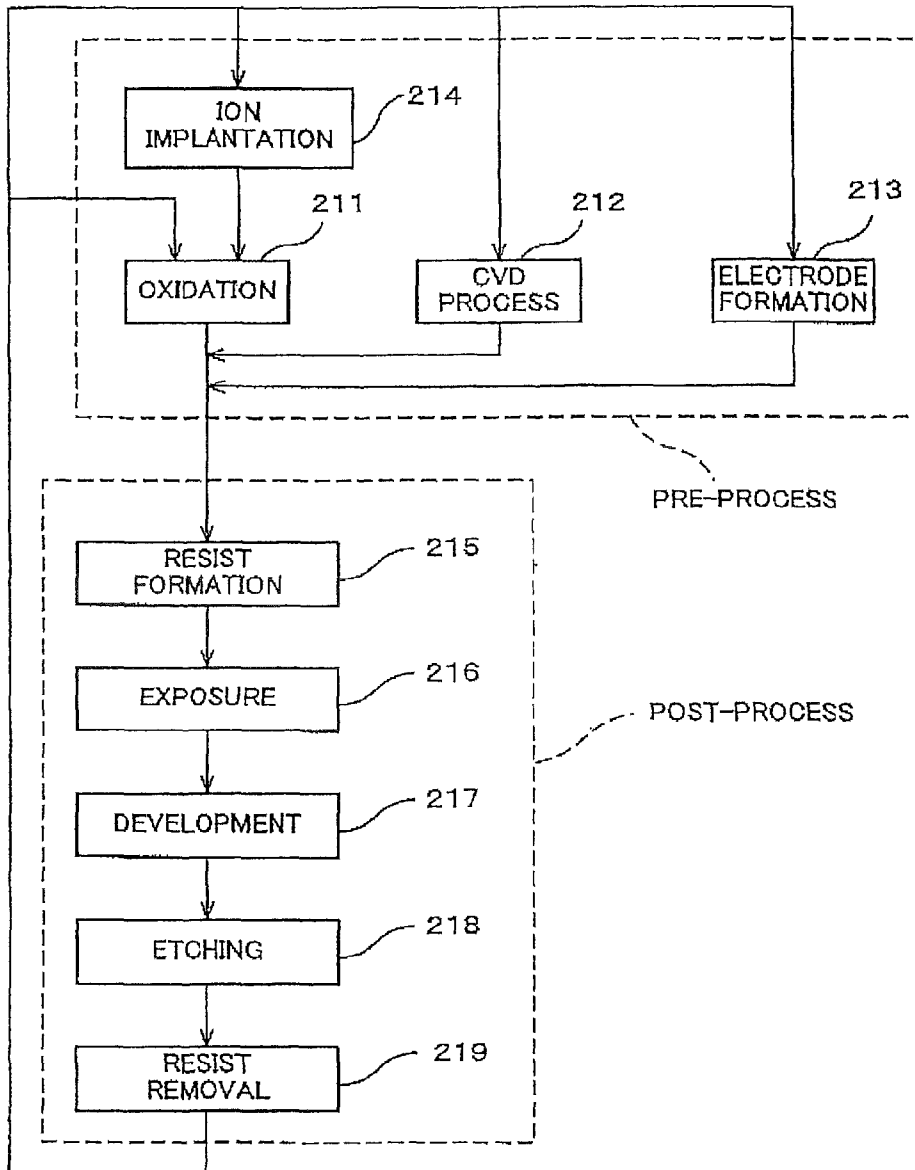 ION
IMPLANTATION
214
211
212
213
OXIDATION
CVD
PROCESS
ELECTRODE
FORMATION
PRE-PROCESS
RESIST
FORMATION
215
EXPOSURE
216
POST-PROCESS
DEVELOPMENT
217
ETCHING
218
RESIST
REMOVAL
219